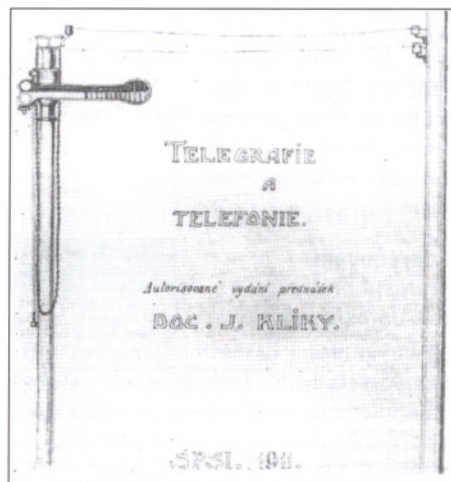 TELEGRAFIE
A
TELEFONIE.
Autorisované vydání přednášek
DOC. J. KLÍKY.
SPSI. 1911.